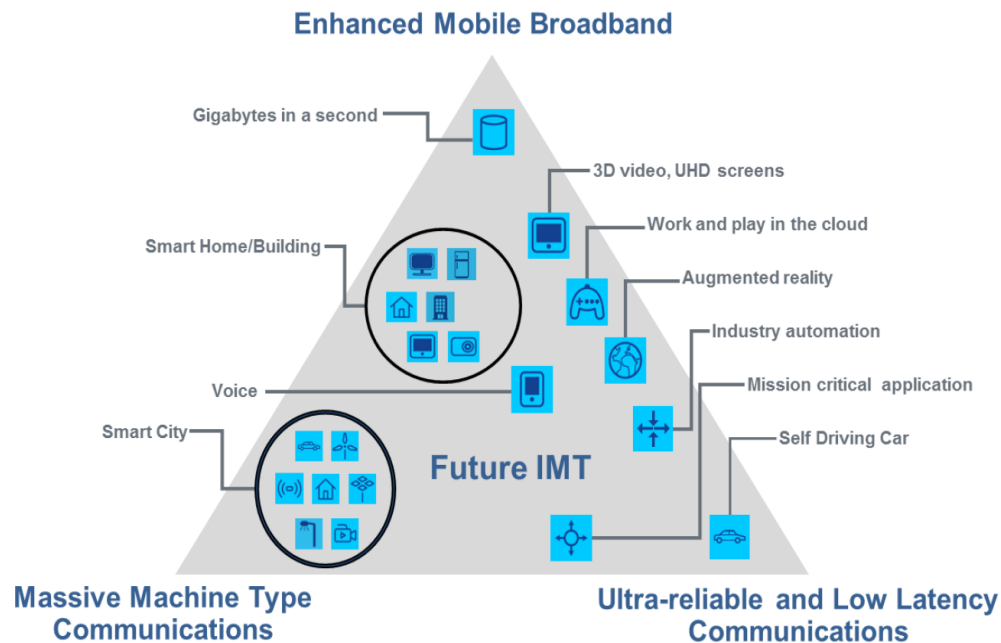 Enhanced Mobile Broadband
Gigabytes in a second
3D video, UHD screens
Work and play in the cloud
Smart Home/Building
Augmented reality
Industry automation
Mission critical application
Voice
Smart City
Self Driving Car
Future IMT
Massive Machine Type
Communications
Ultra-reliable and Low Latency
Communications